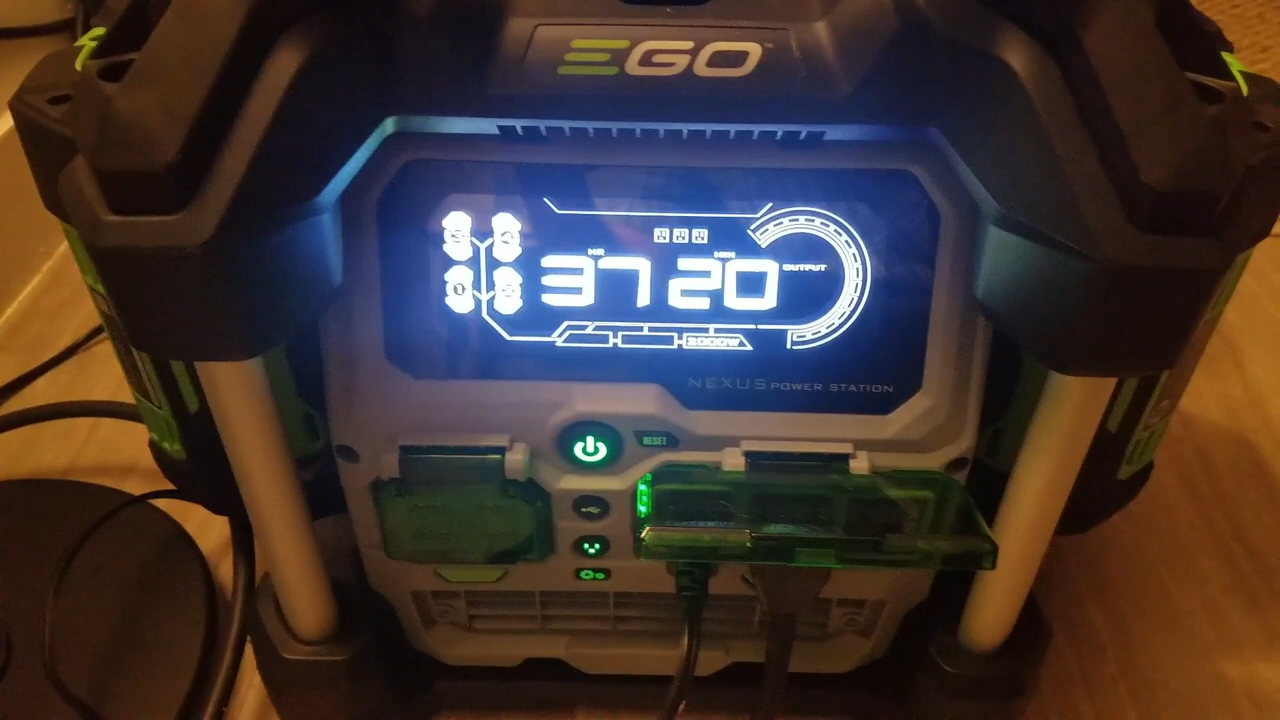 EGO
HR MIN
37 20 OUTPUT
2000W
NEXUS POWER STATION
RESET